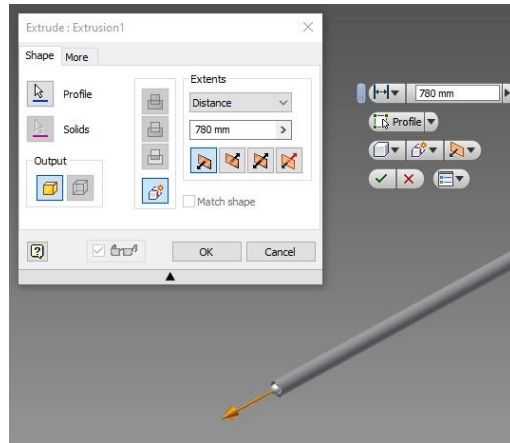 Extrude : Extrusion1
Shape More
Profile
Solids
Output
Extents
Distance
780 mm
Match shape
OK Cancel
780 mm
Profile